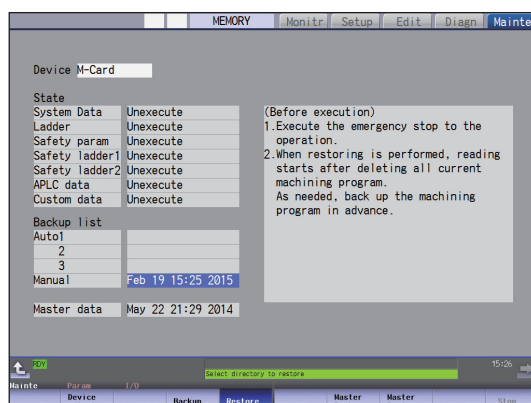 MEMORY Monitr Setup Edit Diagn Mainte
Device M-Card
State
System Data Unexecute
Ladder Unexecute
Safety param Unexecute
Safety ladder1 Unexecute
Safety ladder2 Unexecute
APLC data Unexecute
Custom data Unexecute
(Before execution)
1.Execute the emergency stop to the
operation.
2.When restoring is performed, reading
starts after deleting all current
machining program.
As needed, back up the machining
program in advance.
Backup list
Auto1
2
3
Manual Feb 19 15:25 2015
Master data May 22 21:29 2014
RDY
Select directory to restore
15:26
Mainte Param I/O
Device Backup Restore Master Master Stop